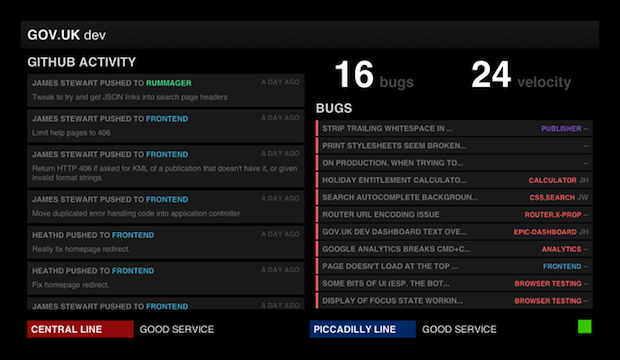 GOV.UK dev
GITHUB ACTIVITY
JAMES STEWART PUSHED TO RUMMAGER A DAY AGO
Tweak to try and get JSON links into search page headers
JAMES STEWART PUSHED TO FRONTEND A DAY AGO
Limit help pages to 406
JAMES STEWART PUSHED TO FRONTEND A DAY AGO
Return HTTP 406 if asked for KML of a publication that doesn't have it, or given
invalid format strings
JAMES STEWART PUSHED TO FRONTEND A DAY AGO
Move duplicated error handling code into application controller
HEATHD PUSHED TO FRONTEND A DAY AGO
Really fix homepage redirect.
HEATHD PUSHED TO FRONTEND A DAY AGO
Fix homepage redirect.
JAMES STEWART PUSHED TO FRONTEND A DAY AGO
16 bugs 24 velocity
BUGS
STRIP TRAILING WHITESPACE IN ... PUBLISHER --
PRINT STYLESHEETS SEEM BROKEN... --
ON PRODUCTION. WHEN TRYING TO... --
HOLIDAY ENTITLEMENT CALCULATO... CALCULATOR JH
SEARCH AUTOCOMPLETE BACKGROUN... CSS,SEARCH JW
ROUTER URL ENCODING ISSUE ROUTER,X-PROP --
GOV.UK DEV DASHBOARD TEXT OVE... EPIC-DASHBOARD JH
GOOGLE ANALYTICS BREAKS CMD+C... ANALYTICS --
PAGE DOESN'T LOAD AT THE TOP ... FRONTEND --
SOME BITS OF UI (ESP. THE BOT... BROWSER TESTING --
DISPLAY OF FOCUS STATE WORKIN... BROWSER TESTING --
CENTRAL LINE GOOD SERVICE PICCADILLY LINE GOOD SERVICE